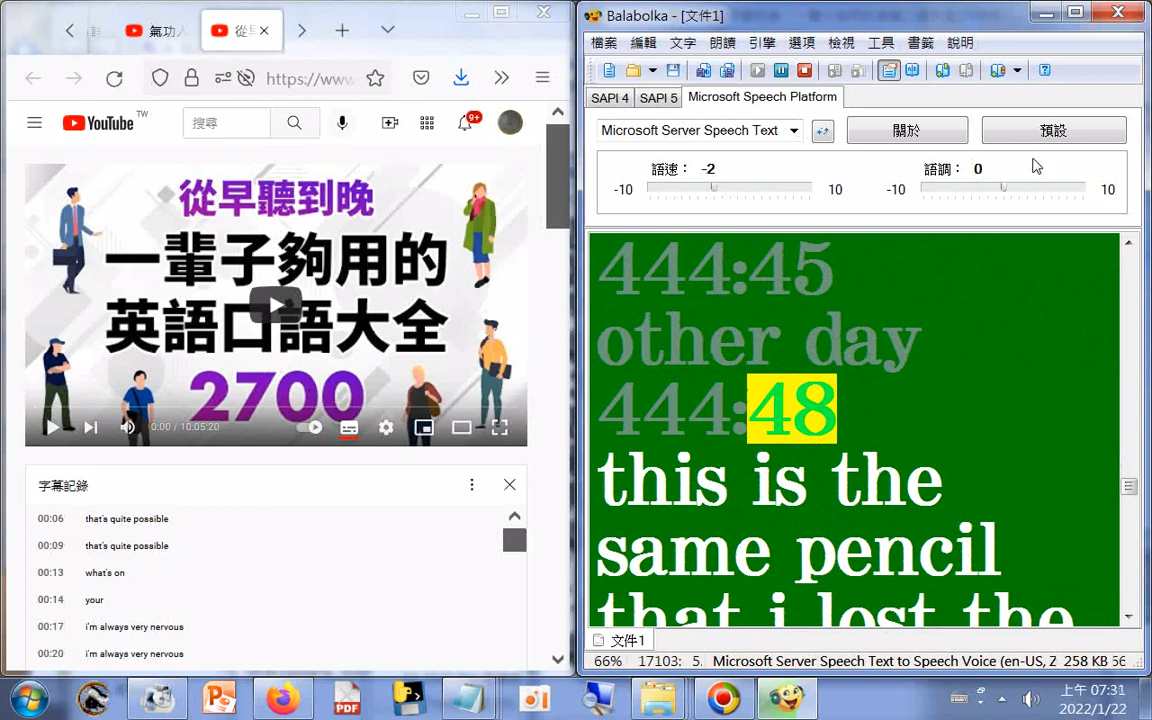 氣功
從
https://www
YouTube TW
搜尋
9+
從早聽到晚
一輩子夠用的
英語口語大全
2700
0:00 / 10:05:20
字幕記錄
00:06 that's quite possible
00:09 that's quite possible
00:13 what's on
00:14 your
00:17 i'm always very nervous
00:20 i'm always very nervous
Balabolka - [文件1]
檔案 編輯 文字 朗讀 引擎 選項 檢視 工具 書籤 說明
SAPI 4 SAPI 5 Microsoft Speech Platform
Microsoft Server Speech Text 關於 預設
語速： -2 語調： 0
-10 10 -10 10
444:45
other day
444:48
this is the
same pencil
that i lost the
文件1
66% 17103: 5. Microsoft Server Speech Text to Speech Voice (en-US, Z 258 KB 56
PDF
上午 07:31
2022/1/22